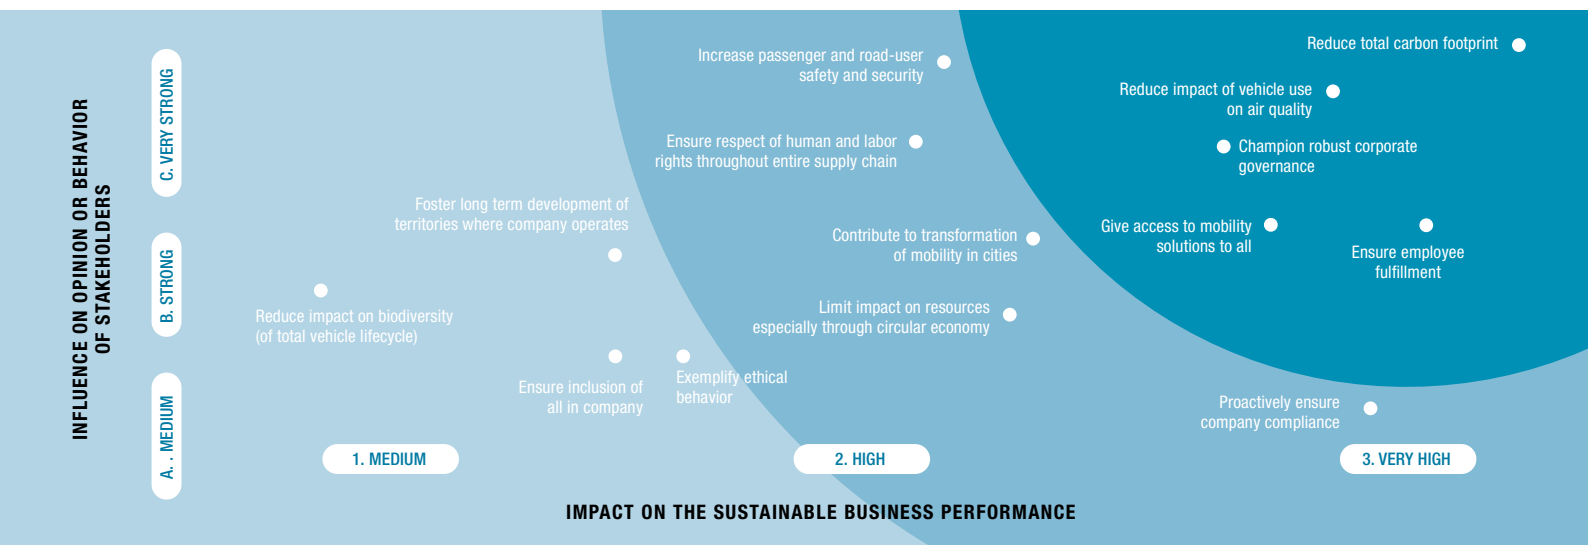 INFLUENCE ON OPINION OR BEHAVIOR
OF STAKEHOLDERS
C. VERY STRONG
B. STRONG
A. . MEDIUM
Increase passenger and road-user
safety and security
Reduce total carbon footprint
Reduce impact of vehicle use
on air quality
Ensure respect of human and labor
rights throughout entire supply chain
Champion robust corporate
governance
Foster long term development of
territories where company operates
Contribute to transformation
of mobility in cities
Give access to mobility
solutions to all
Ensure employee
fulfillment
Reduce impact on biodiversity
(of total vehicle lifecycle)
Limit impact on resources
especially through circular economy
Ensure inclusion of
all in company
Exemplify ethical
behavior
Proactively ensure
company compliance
1. MEDIUM
2. HIGH
3. VERY HIGH
IMPACT ON THE SUSTAINABLE BUSINESS PERFORMANCE